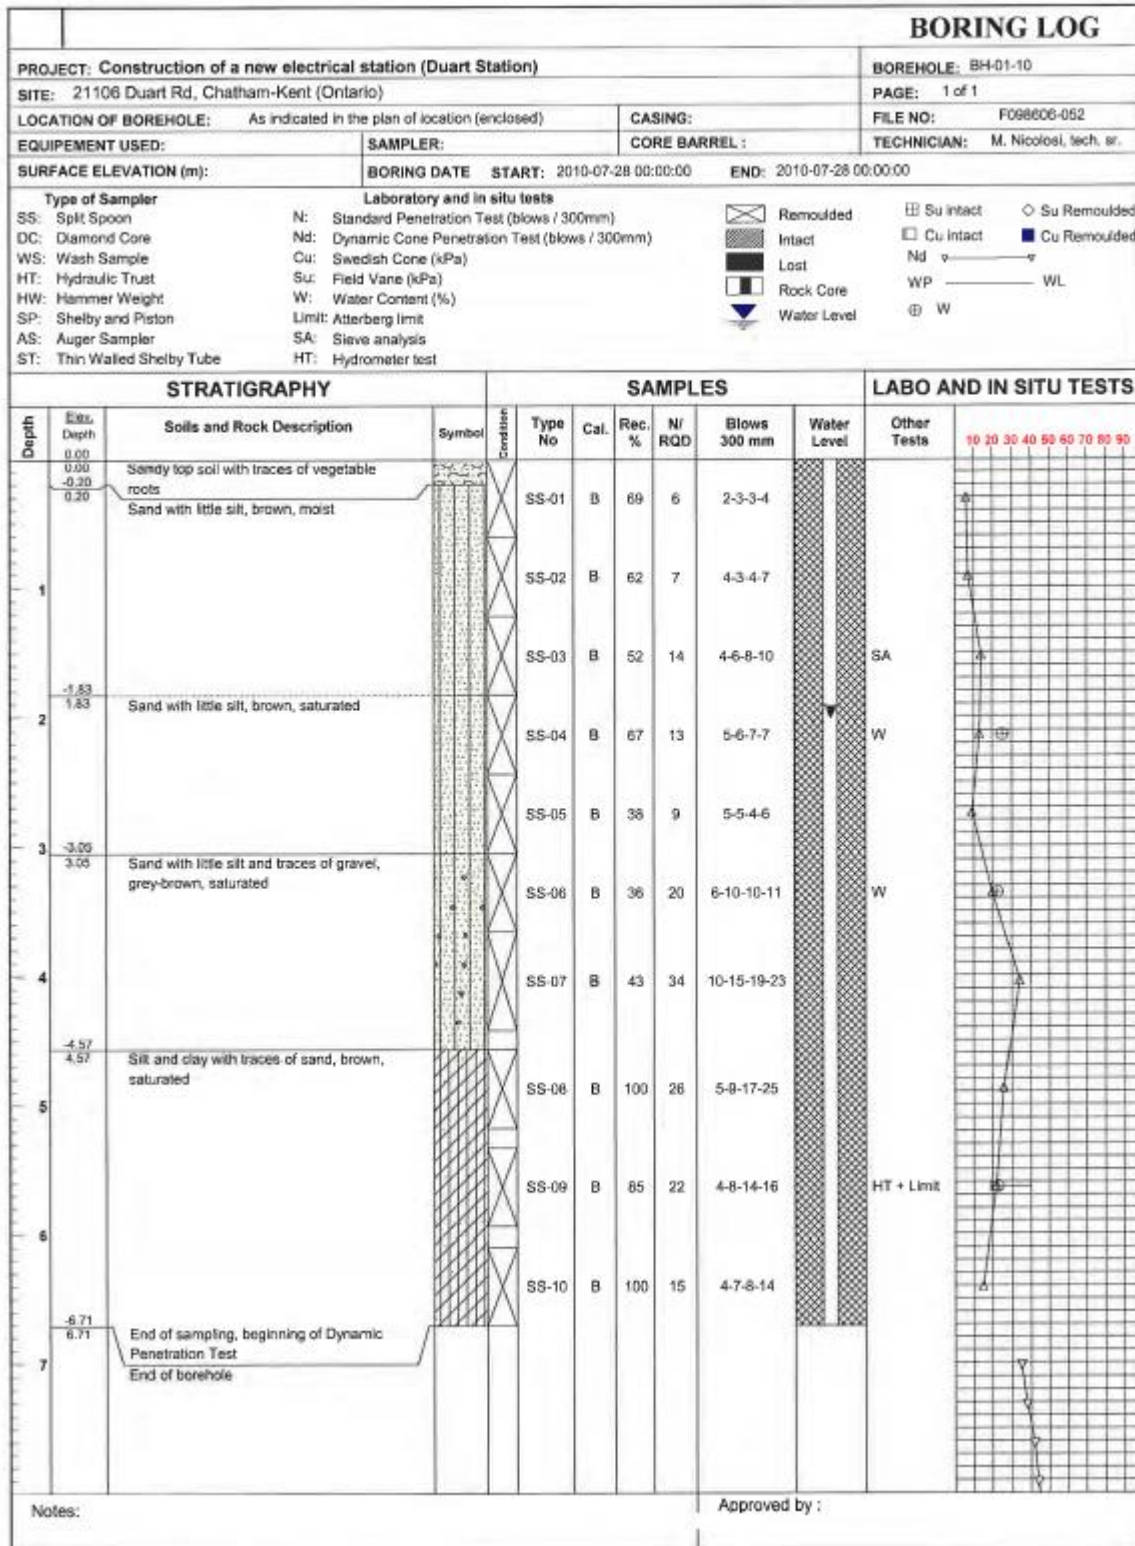 BORING LOG
PROJECT: Construction of a new electrical station (Duart Station)
BOREHOLE: BH-01-10
SITE: 21106 Duart Rd, Chatham-Kent (Ontario)
PAGE: 1 of 1
LOCATION OF BOREHOLE: As indicated in the plan of location (enclosed)
CASING:
FILE NO: F098606-052
EQUIPEMENT USED:
SAMPLER:
CORE BARREL :
TECHNICIAN: M. Nicolosi, tech. sr.
SURFACE ELEVATION (m):
BORING DATE START: 2010-07-28 00:00:00 END: 2010-07-28 00:00:00
Type of Sampler
SS: Split Spoon
DC: Diamond Core
WS: Wash Sample
HT: Hydraulic Trust
HW: Hammer Weight
SP: Shelby and Piston
AS: Auger Sampler
ST: Thin Walled Shelby Tube
Laboratory and in situ tests
N: Standard Penetration Test (blows / 300mm)
Nd: Dynamic Cone Penetration Test (blows / 300mm)
Cu: Swedish Cone (kPa)
Su: Field Vane (kPa)
W: Water Content (%)
Limit: Atterberg limit
SA: Sieve analysis
HT: Hydrometer test
Remoulded
Intact
Lost
Rock Core
Water Level
Su intact
Su Remoulded
Cu intact
Cu Remoulded
Nd
WP WL
W
STRATIGRAPHY
SAMPLES
LABO AND IN SITU TESTS
Depth
Elev.
Depth
0.00
Soils and Rock Description
Symbol
Condition
Type No
Cal.
Rec. %
N/ RQD
Blows 300 mm
Water Level
Other Tests
10 20 30 40 50 60 70 80 90
0.00
-0.20
0.20
Sandy top soil with traces of vegetable
roots
Sand with little silt, brown, moist
SS-01 B 69 6 2-3-3-4
1
SS-02 B 62 7 4-3-4-7
SS-03 B 52 14 4-6-8-10 SA
-1.83
1.83
Sand with little silt, brown, saturated
2
SS-04 B 67 13 5-6-7-7 W
SS-05 B 38 9 5-5-4-6
3
-3.05
3.05
Sand with little silt and traces of gravel,
grey-brown, saturated
SS-06 B 36 20 6-10-10-11 W
4
SS-07 B 43 34 10-15-19-23
-4.57
4.57
Silt and clay with traces of sand, brown,
saturated
SS-08 B 100 26 5-9-17-25
5
SS-09 B 85 22 4-8-14-16 HT + Limit
6
SS-10 B 100 15 4-7-8-14
-6.71
6.71
End of sampling, beginning of Dynamic
Penetration Test
7
End of borehole
Notes:
Approved by :